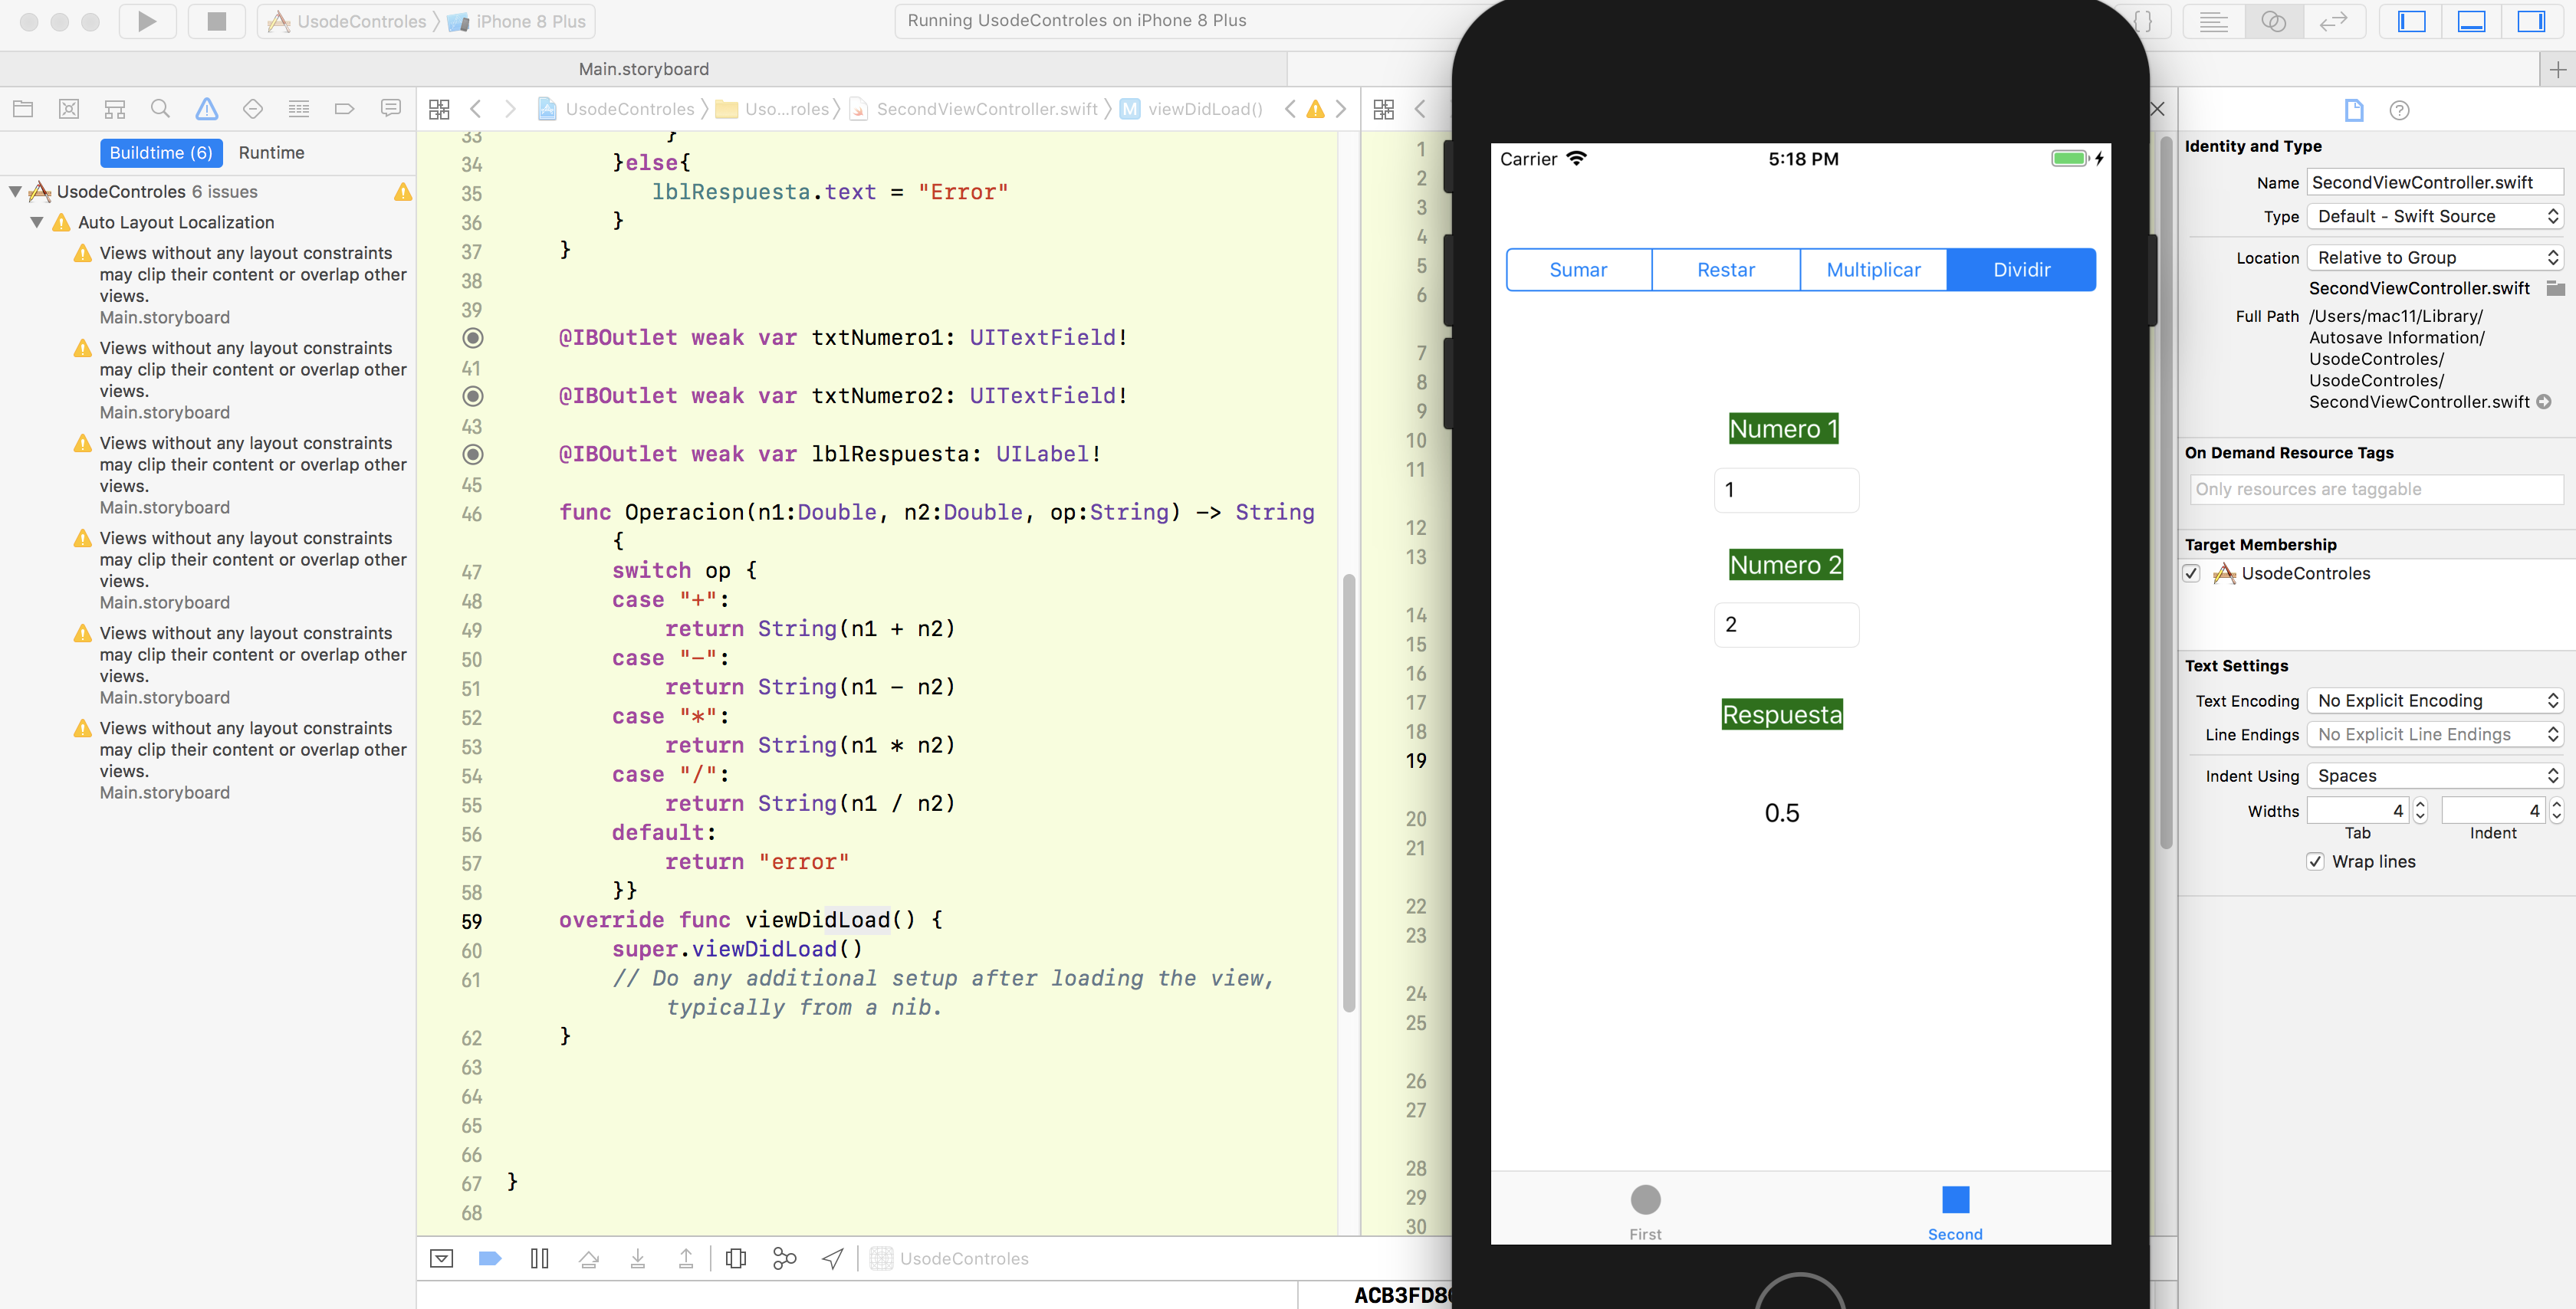 UsodeControles 〉 iPhone 8 Plus
Running UsodeControles on iPhone 8 Plus
{}
Main.storyboard
UsodeControles 〉 Uso...roles 〉 SecondViewController.swift 〉 M viewDidLoad()
Buildtime (6) Runtime
UsodeControles 6 issues
Auto Layout Localization
Views without any layout constraints
may clip their content or overlap other
views.
Main.storyboard
Views without any layout constraints
may clip their content or overlap other
views.
Main.storyboard
Views without any layout constraints
may clip their content or overlap other
views.
Main.storyboard
Views without any layout constraints
may clip their content or overlap other
views.
Main.storyboard
Views without any layout constraints
may clip their content or overlap other
views.
Main.storyboard
Views without any layout constraints
may clip their content or overlap other
views.
Main.storyboard
33 }
34 }else{
35 lblRespuesta.text = "Error"
36 }
37 }
38
39
@IBOutlet weak var txtNumero1: UITextField!
41
@IBOutlet weak var txtNumero2: UITextField!
43
@IBOutlet weak var lblRespuesta: UILabel!
45
46 func Operacion(n1:Double, n2:Double, op:String) -> String
{
47 switch op {
48 case "+":
49 return String(n1 + n2)
50 case "-":
51 return String(n1 - n2)
52 case "*":
53 return String(n1 * n2)
54 case "/":
55 return String(n1 / n2)
56 default:
57 return "error"
58 }}
59 override func viewDidLoad() {
60 super.viewDidLoad()
61 // Do any additional setup after loading the view,
typically from a nib.
62 }
63
64
65
66
67 }
68
UsodeControles
ACB3FD8
1
2
3
4
5
6
7
8
9
10
11
12
13
14
15
16
17
18
19
20
21
22
23
24
25
26
27
28
29
30
Carrier 5:18 PM
Sumar Restar Multiplicar Dividir
Numero 1
1
Numero 2
2
Respuesta
0.5
First Second
Identity and Type
Name SecondViewController.swift
Type Default - Swift Source
Location Relative to Group
SecondViewController.swift
Full Path /Users/mac11/Library/
Autosave Information/
UsodeControles/
UsodeControles/
SecondViewController.swift
On Demand Resource Tags
Only resources are taggable
Target Membership
UsodeControles
Text Settings
Text Encoding No Explicit Encoding
Line Endings No Explicit Line Endings
Indent Using Spaces
Widths 4 4
Tab Indent
Wrap lines